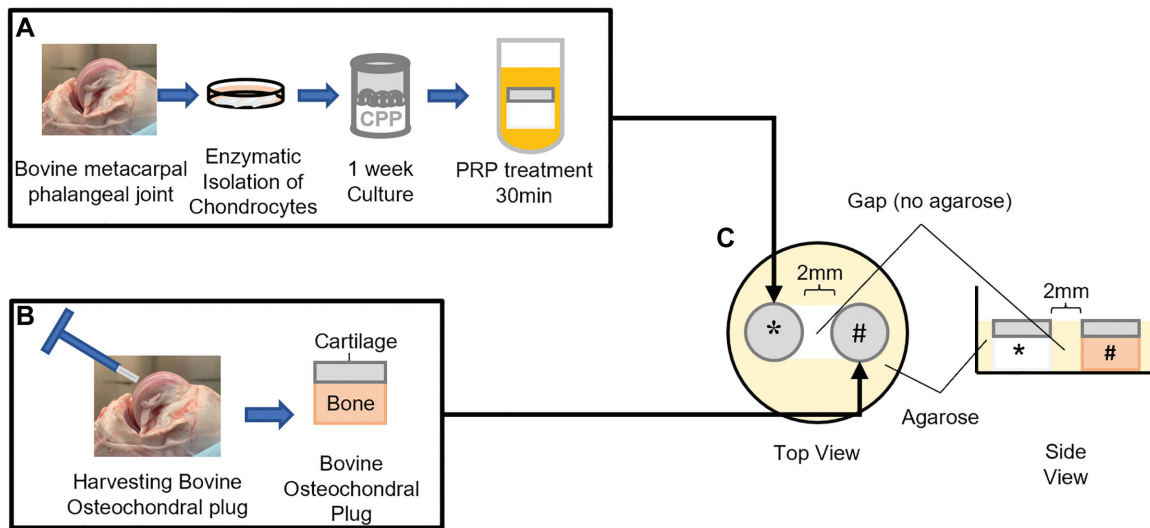 A
CPP
Bovine metacarpal
phalangeal joint
Enzymatic
Isolation of
Chondrocytes
1 week
Culture
PRP treatment
30min
B
Cartilage
Bone
Harvesting Bovine
Osteochondral plug
Bovine
Osteochondral
Plug
C
Gap (no agarose)
2mm
*
#
2mm
*
#
Agarose
Top View
Side
View